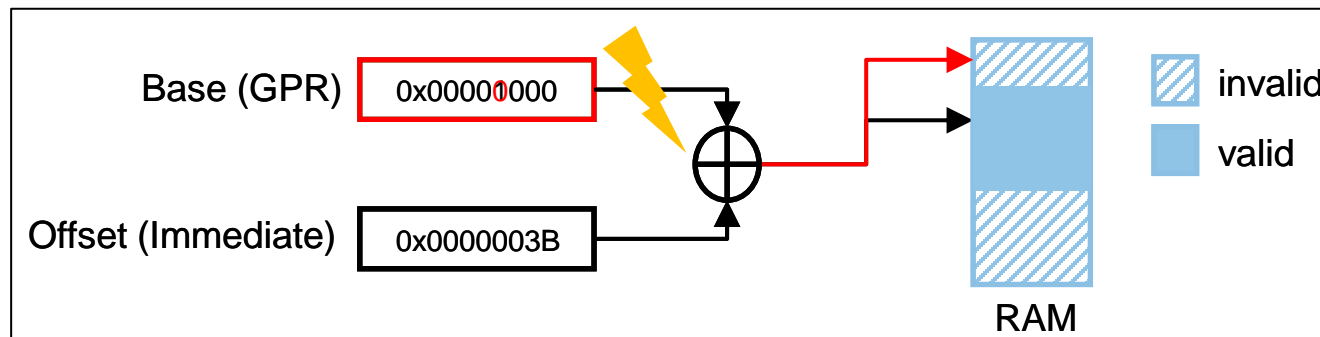 Base (GPR)
0x00001000
invalid
valid
Offset (Immediate)
0x0000003B
RAM